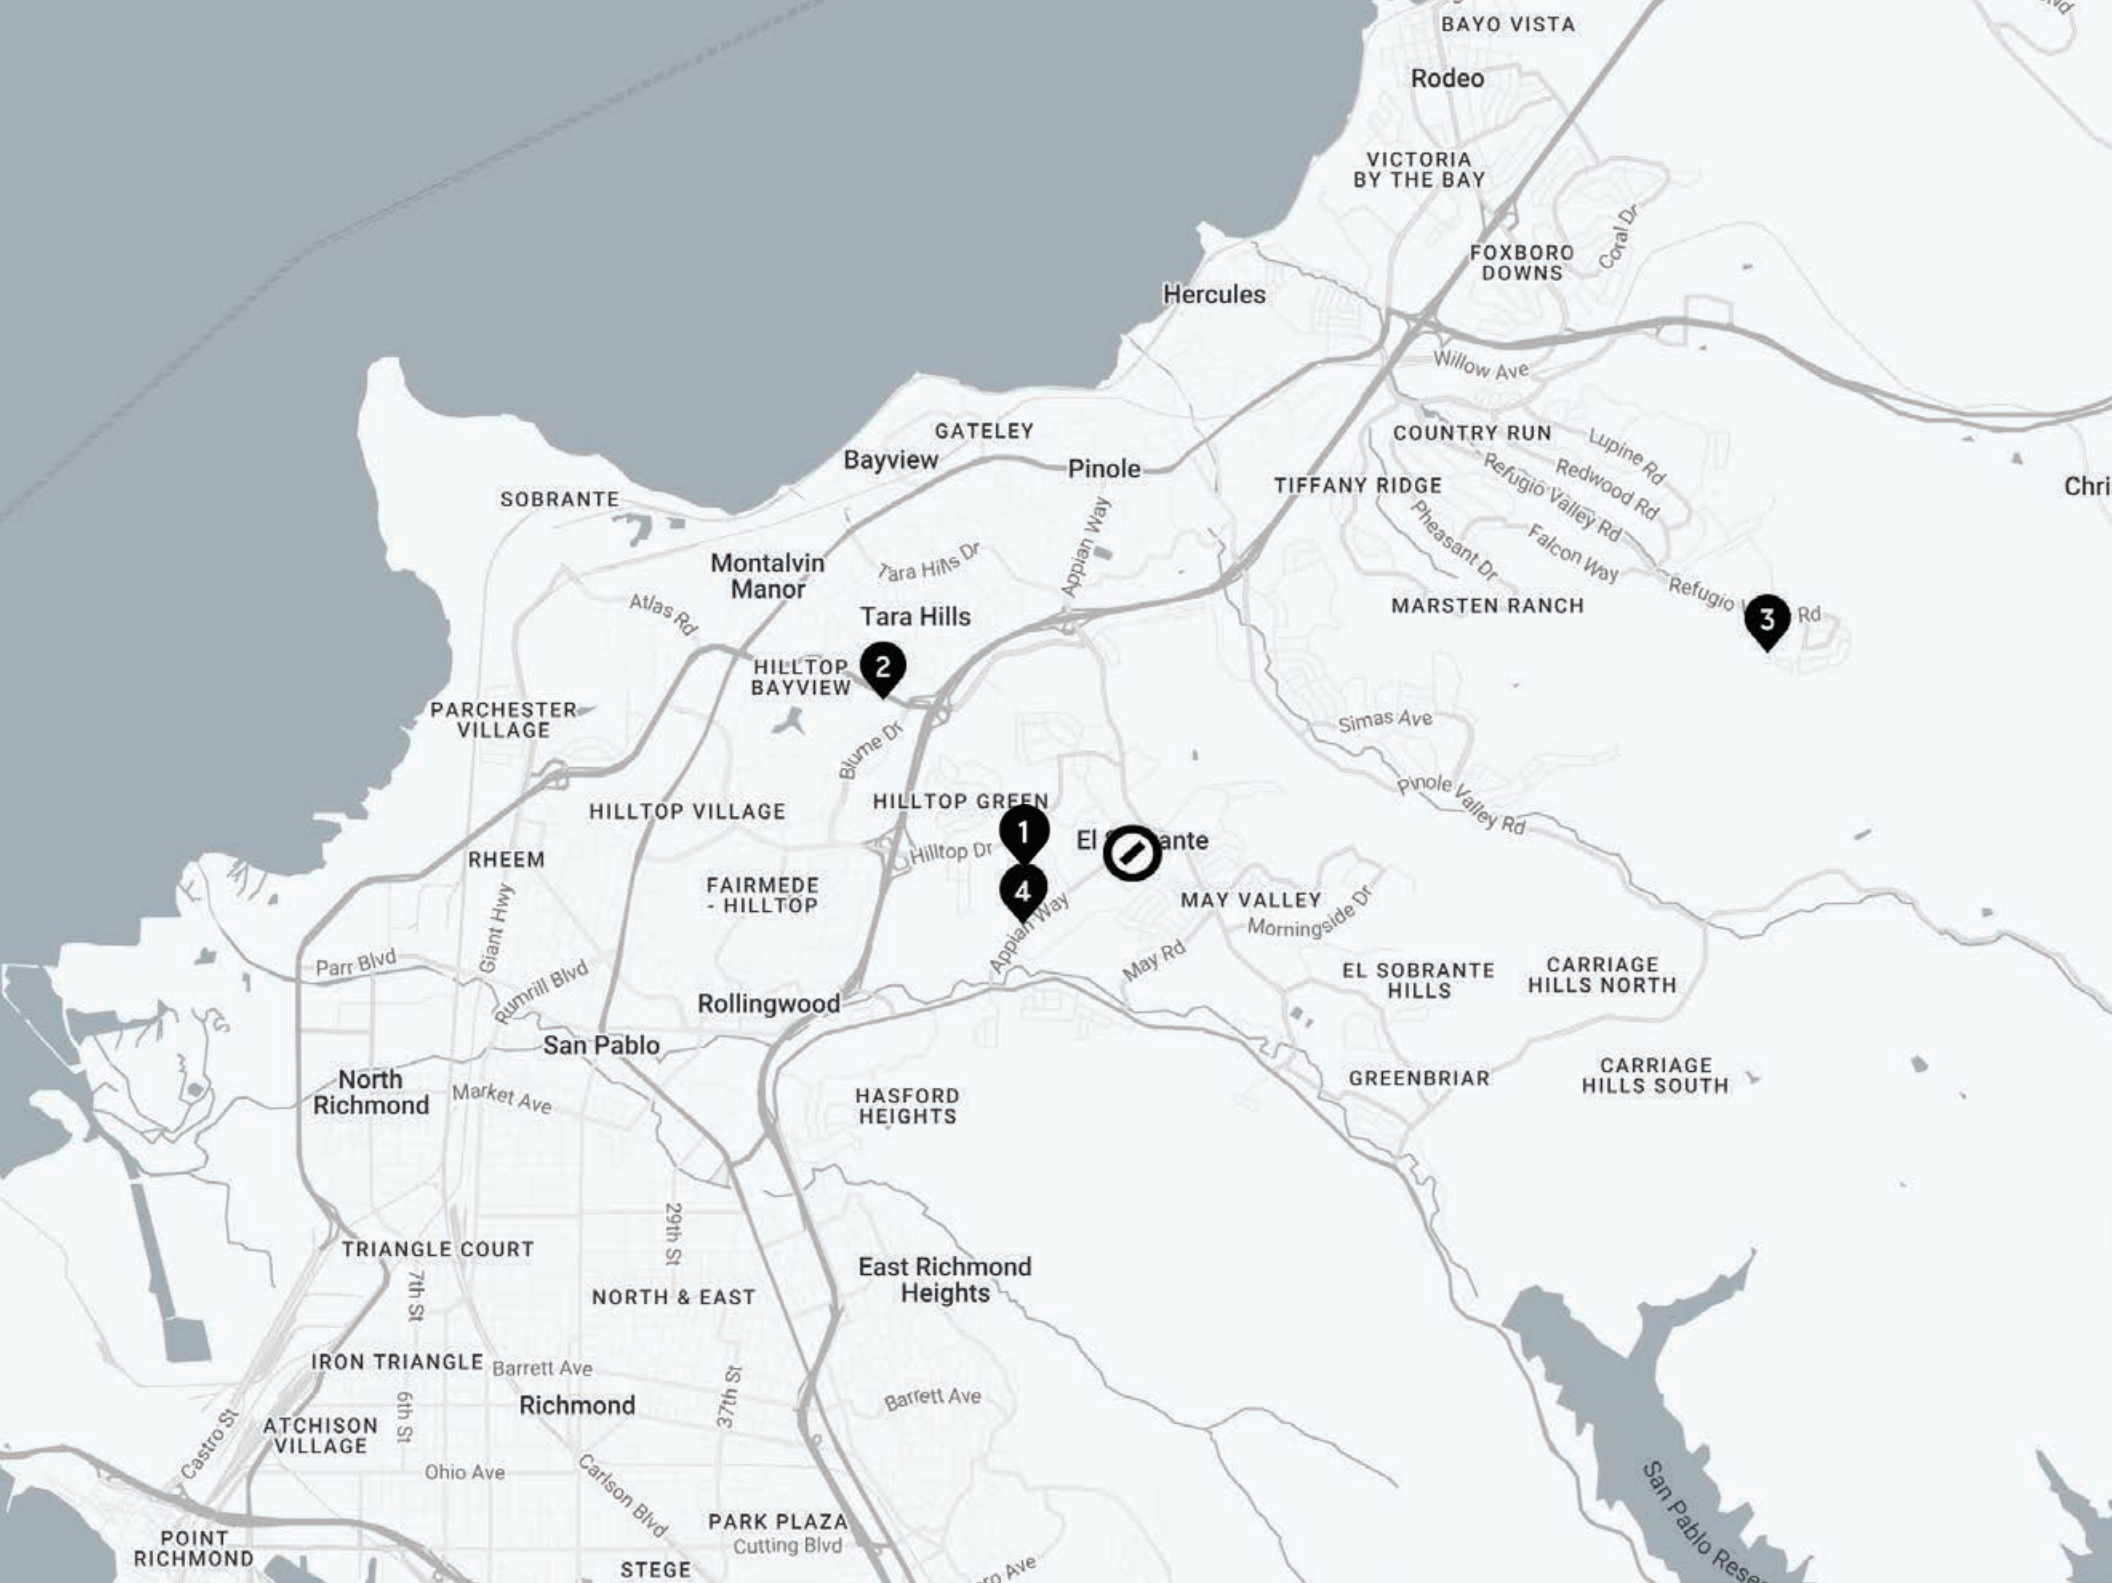 BAYO VISTA
Rodeo
VICTORIA
BY THE BAY
Coral Dr
FOXBORO
DOWNS
Hercules
Willow Ave
GATELEY
COUNTRY RUN
Lupine Rd
Bayview
Pinole
Redwood Rd
Refugio Valley Rd
TIFFANY RIDGE
Chri
SOBRANTE
Appian Way
Pheasant Dr
Falcon Way
Montalvin
Manor
Tara Hills Dr
Refugio
Rd
3
Atlas Rd
Tara Hills
MARSTEN RANCH
HILLTOP
BAYVIEW
2
PARCHESTER
VILLAGE
Simas Ave
Blume Dr
Pinole Valley Rd
HILLTOP VILLAGE
HILLTOP GREEN
1
El
ante
Hilltop Dr
RHEEM
FAIRMEDE
- HILLTOP
4
MAY VALLEY
Morningside Dr
Giant Hwy
Appian Way
May Rd
Parr Blvd
Rumrill Blvd
EL SOBRANTE
HILLS
CARRIAGE
HILLS NORTH
Rollingwood
San Pablo
North
Richmond
Market Ave
HASFORD
HEIGHTS
GREENBRIAR
CARRIAGE
HILLS SOUTH
29th St
TRIANGLE COURT
East Richmond
Heights
7th St
NORTH & EAST
IRON TRIANGLE
Barrett Ave
Barrett Ave
6th St
Richmond
37th St
Castro St
ATCHISON
VILLAGE
Ohio Ave
Carlson Blvd
San Pablo Rese
PARK PLAZA
Cutting Blvd
POINT
RICHMOND
STEGE
ro Ave